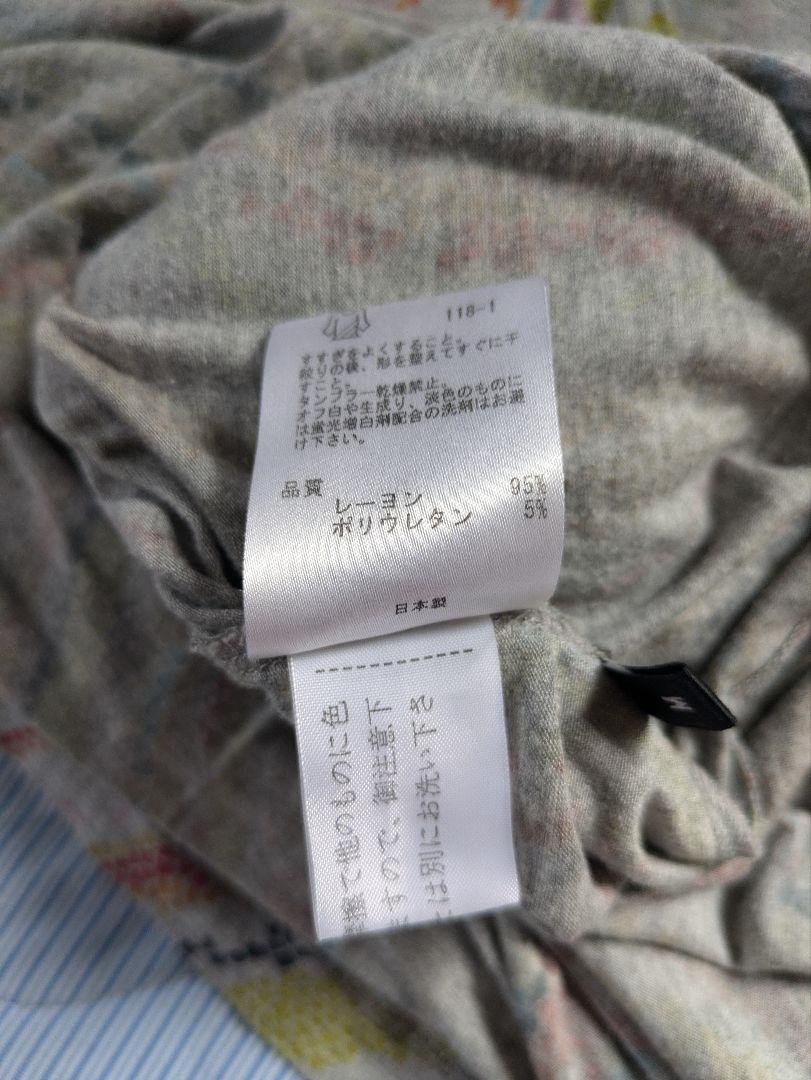 118-1
すすぎをよくすること。
絞りの後、形を整えてすぐに干
すこと。
タンブラー乾燥禁止。
オフ白や生成り、淡色のものに
は蛍光増白剤配合の洗剤はお避
け下さい。
品質
レーヨン 95%
ポリウレタン 5%
日本製
擦で他のものに色
ますので、御注意下
は別にお洗い下さ
M